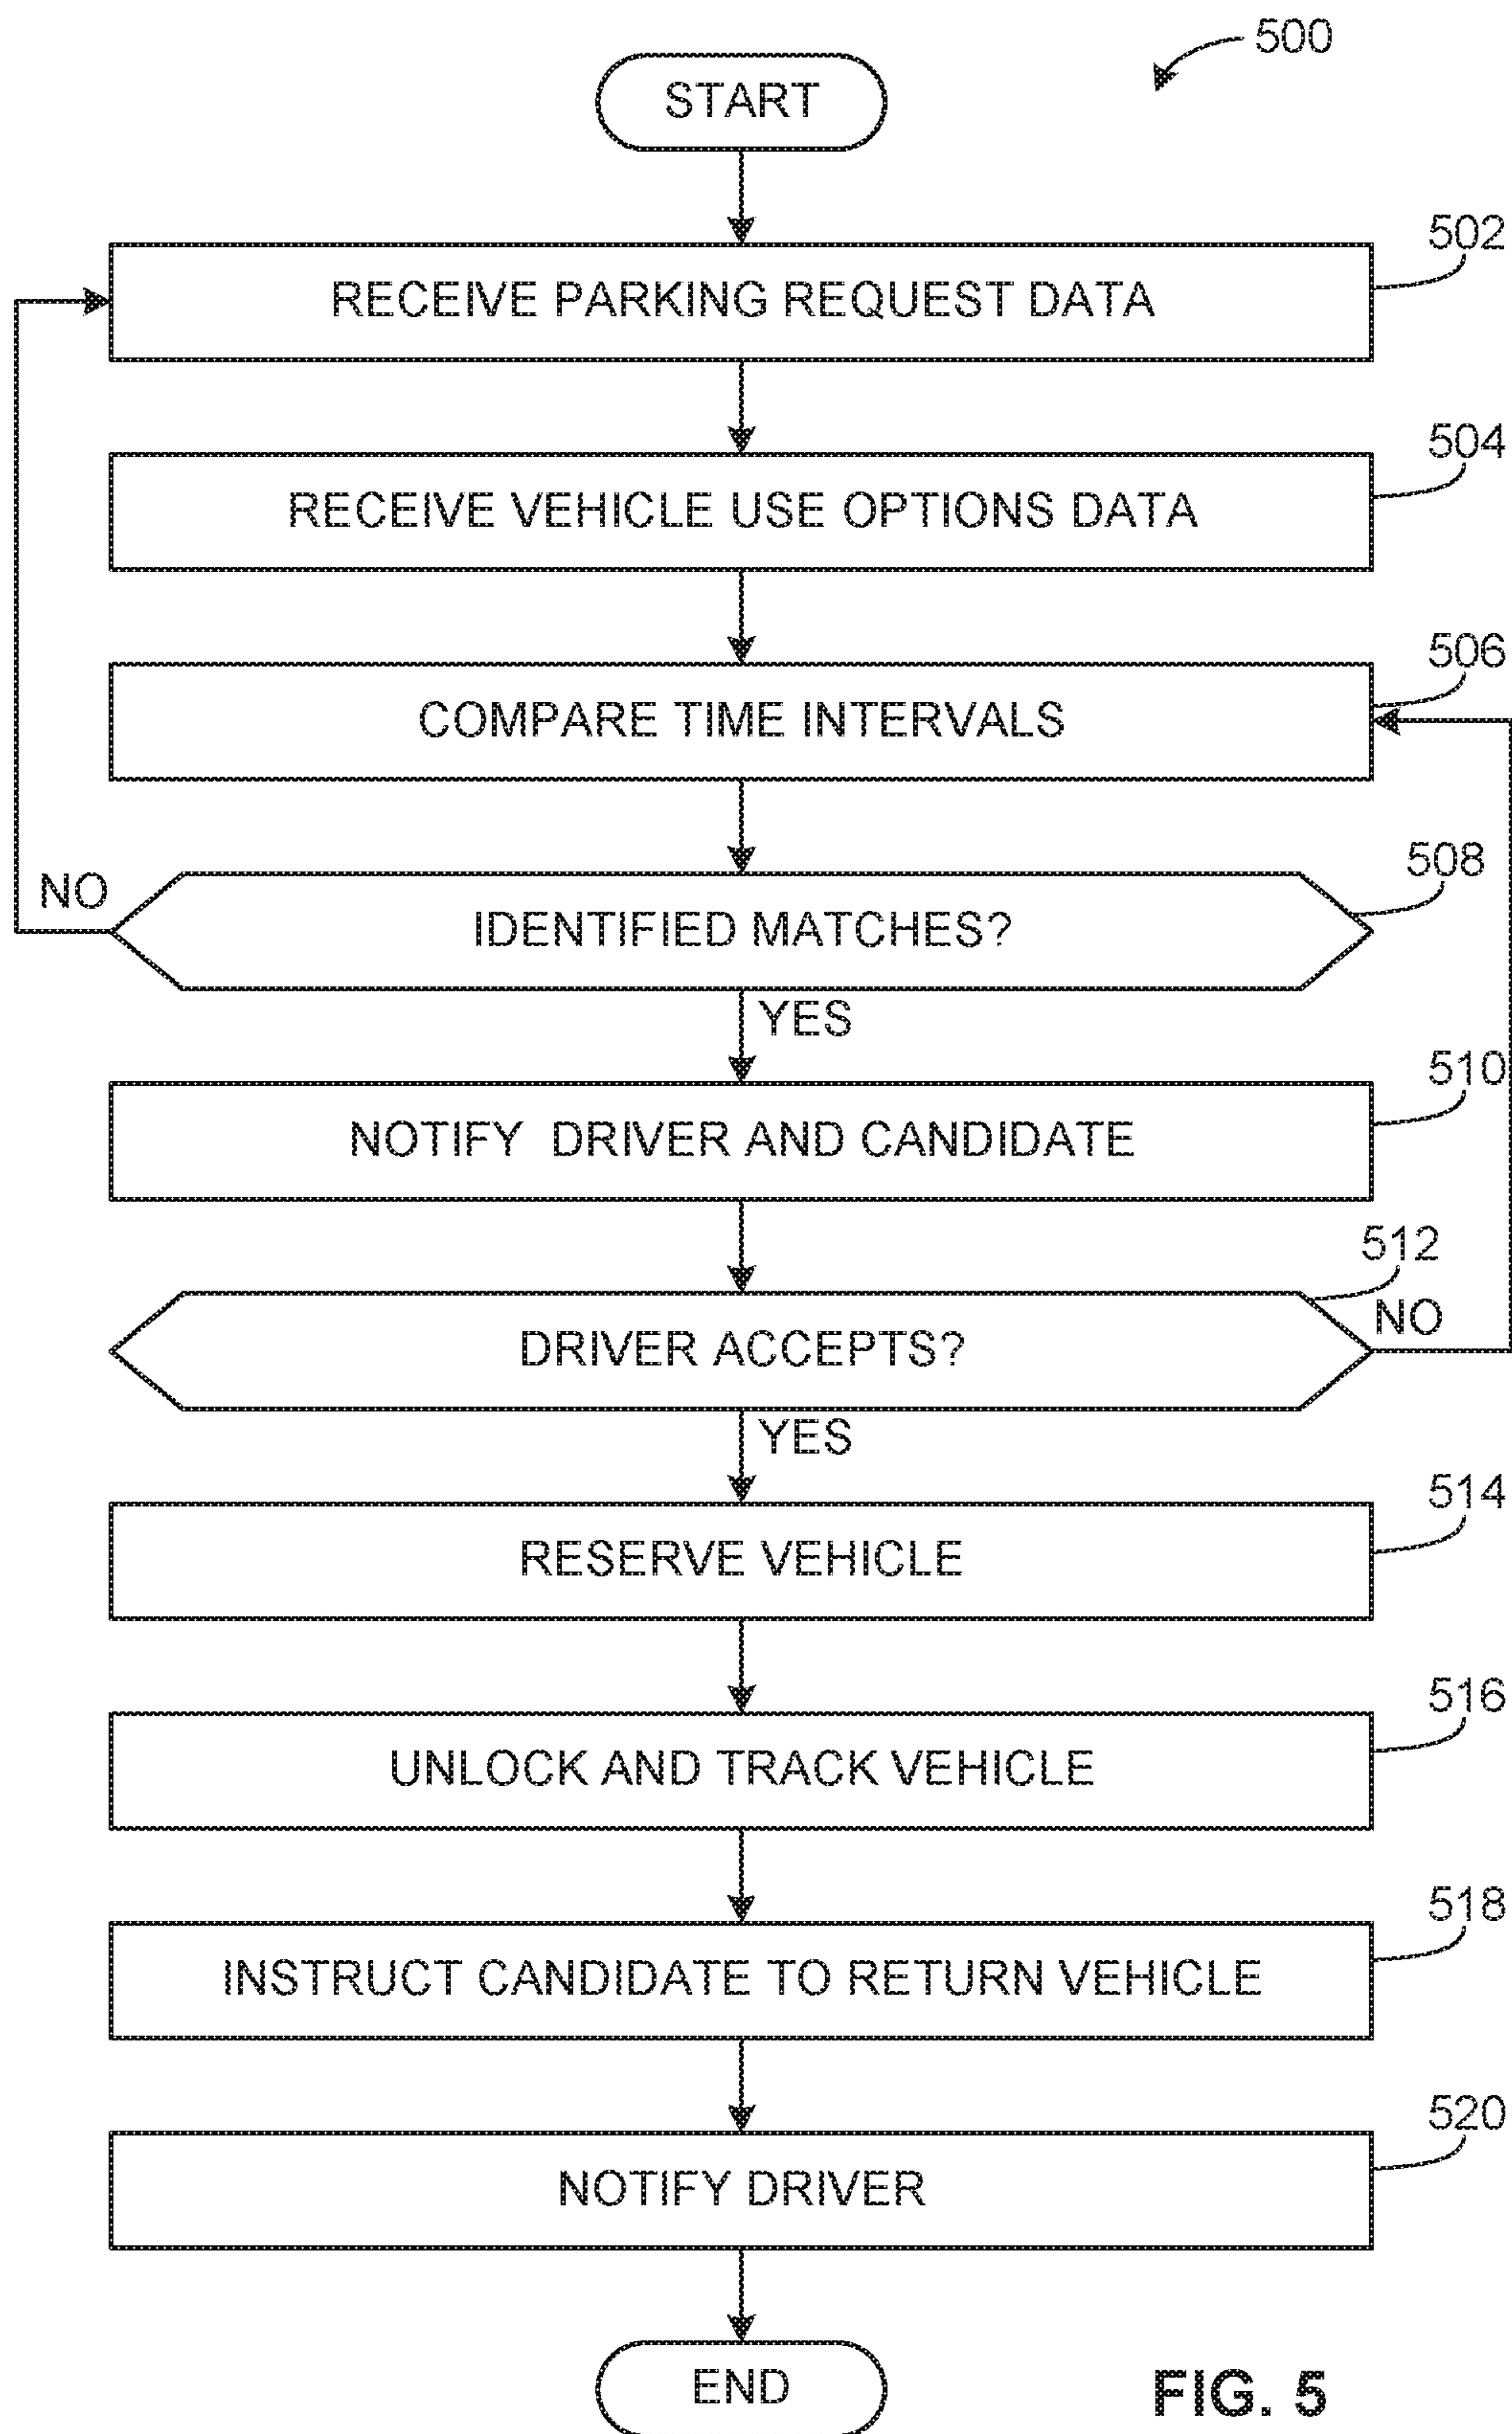 500
START
502
RECEIVE PARKING REQUEST DATA
504
RECEIVE VEHICLE USE OPTIONS DATA
506
COMPARE TIME INTERVALS
508
NO
IDENTIFIED MATCHES?
YES
510
NOTIFY DRIVER AND CANDIDATE
512
NO
DRIVER ACCEPTS?
YES
514
RESERVE VEHICLE
516
UNLOCK AND TRACK VEHICLE
518
INSTRUCT CANDIDATE TO RETURN VEHICLE
520
NOTIFY DRIVER
END
FIG. 5